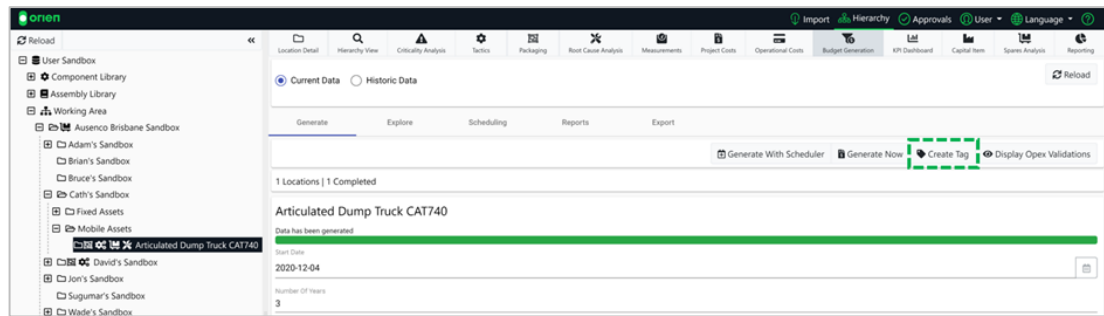 orien
Import Hierarchy Approvals User Language
Reload
Location Detail Hierarchy View Criticality Analysis Tactics Packaging Root Cause Analysis Measurements Project Costs Operational Costs Budget Generation KPI Dashboard Capital Item Spares Analysis Reporting
User Sandbox
Component Library
Assembly Library
Working Area
Ausenco Brisbane Sandbox
Adam's Sandbox
Brian's Sandbox
Bruce's Sandbox
Cath's Sandbox
Fixed Assets
Mobile Assets
Articulated Dump Truck CAT740
David's Sandbox
Jon's Sandbox
Sugumar's Sandbox
Wade's Sandbox
Current Data Historic Data
Reload
Generate Explore Scheduling Reports Export
Generate With Scheduler Generate Now Create Tag Display Opex Validations
1 Locations | 1 Completed
Articulated Dump Truck CAT740
Data has been generated
Start Date
2020-12-04
Number Of Years
3